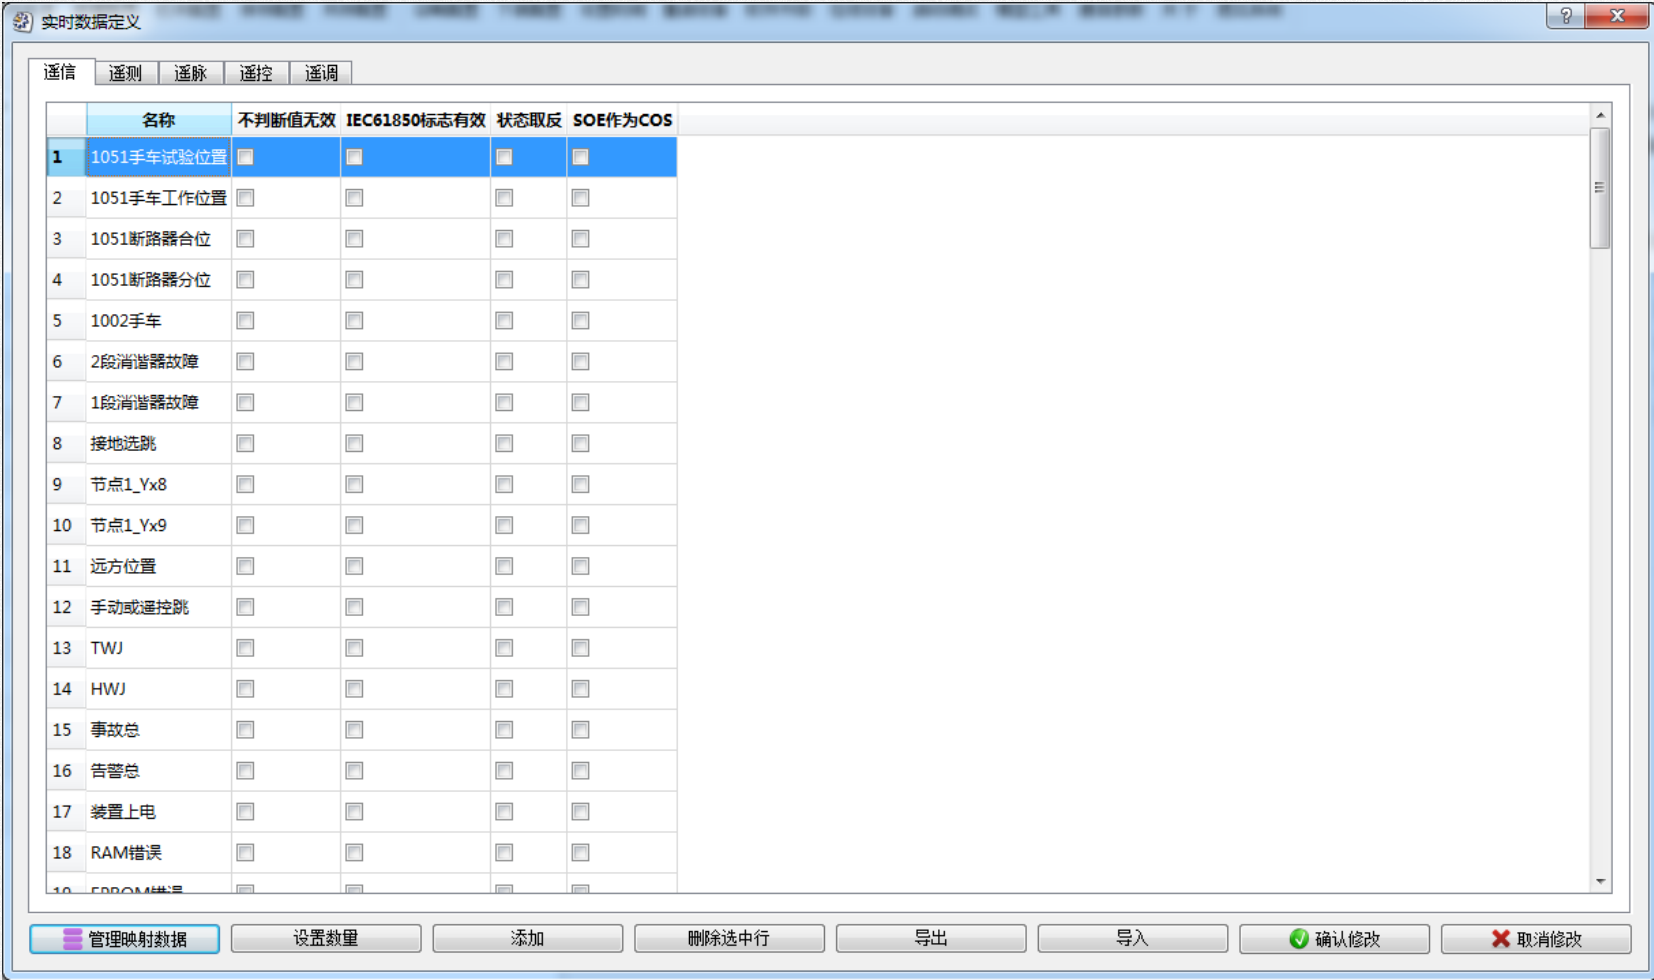 实时数据定义
遥信 遥测 遥脉 遥控 遥调
名称 不判断值无效 IEC61850标志有效 状态取反 SOE作为COS
1 1051手车试验位置
2 1051手车工作位置
3 1051断路器合位
4 1051断路器分位
5 1002手车
6 2段消谐器故障
7 1段消谐器故障
8 接地选跳
9 节点1_Yx8
10 节点1_Yx9
11 远方位置
12 手动或遥控跳
13 TWJ
14 HWJ
15 事故总
16 告警总
17 装置上电
18 RAM错误
19 EPROM错误
管理映射数据 设置数量 添加 删除选中行 导出 导入 确认修改 取消修改